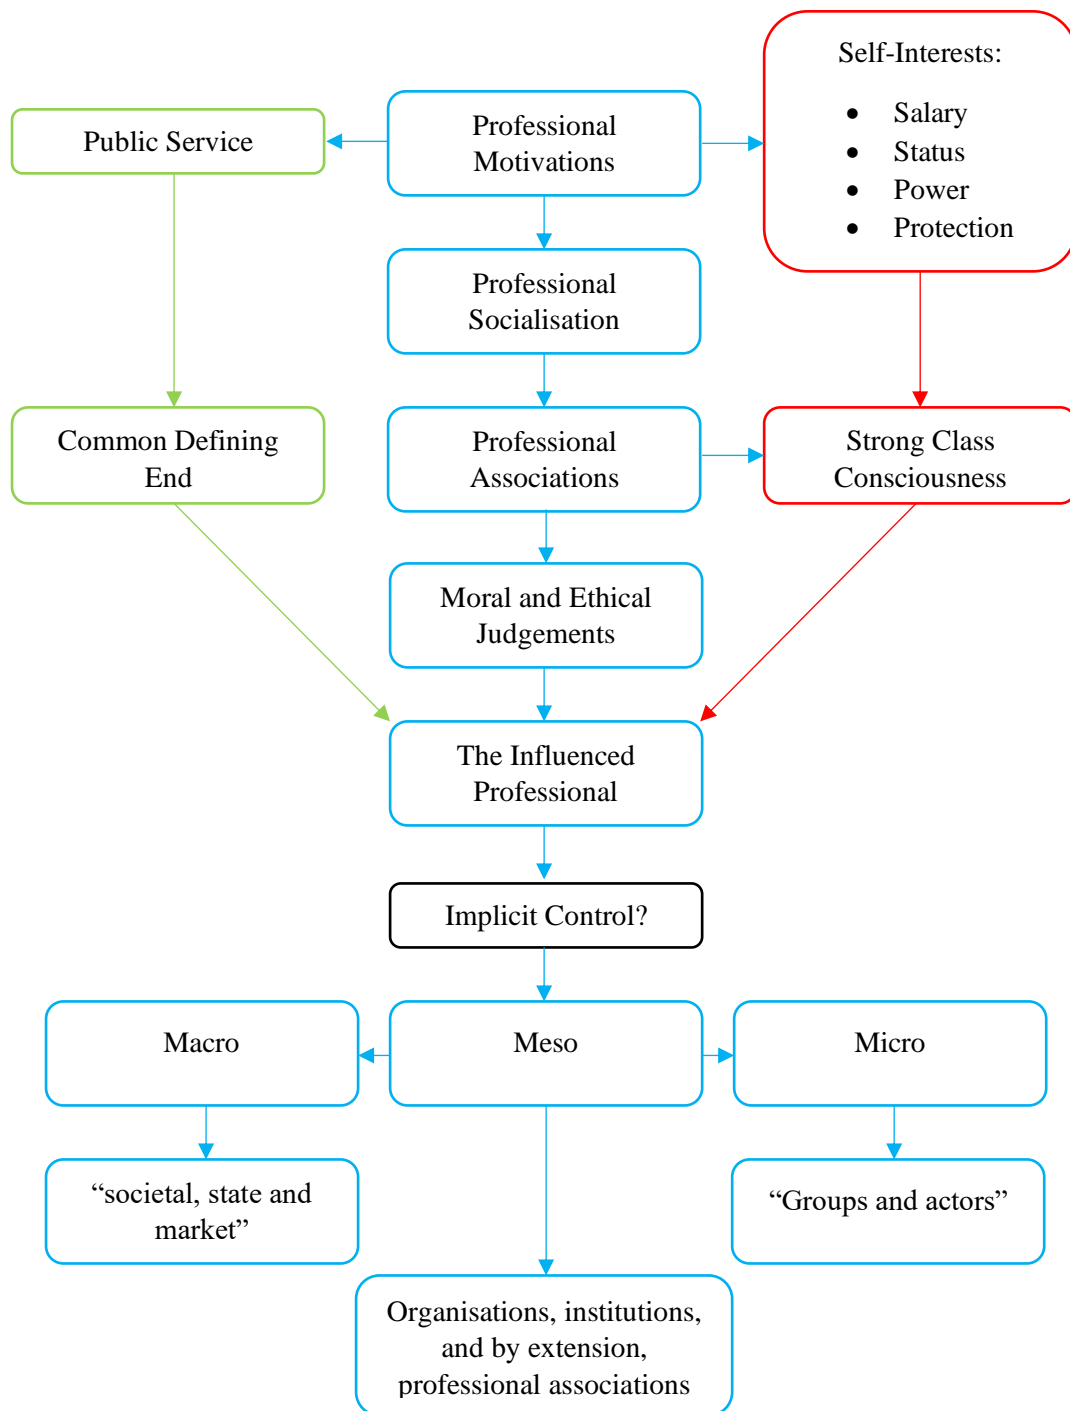 Self-Interests:
• Salary
• Status
• Power
• Protection
Public Service
Professional
Motivations
Professional
Socialisation
Common Defining
End
Professional
Associations
Strong Class
Consciousness
Moral and Ethical
Judgements
The Influenced
Professional
Implicit Control?
Macro
Meso
Micro
“societal, state and
market”
“Groups and actors”
Organisations, institutions,
and by extension,
professional associations